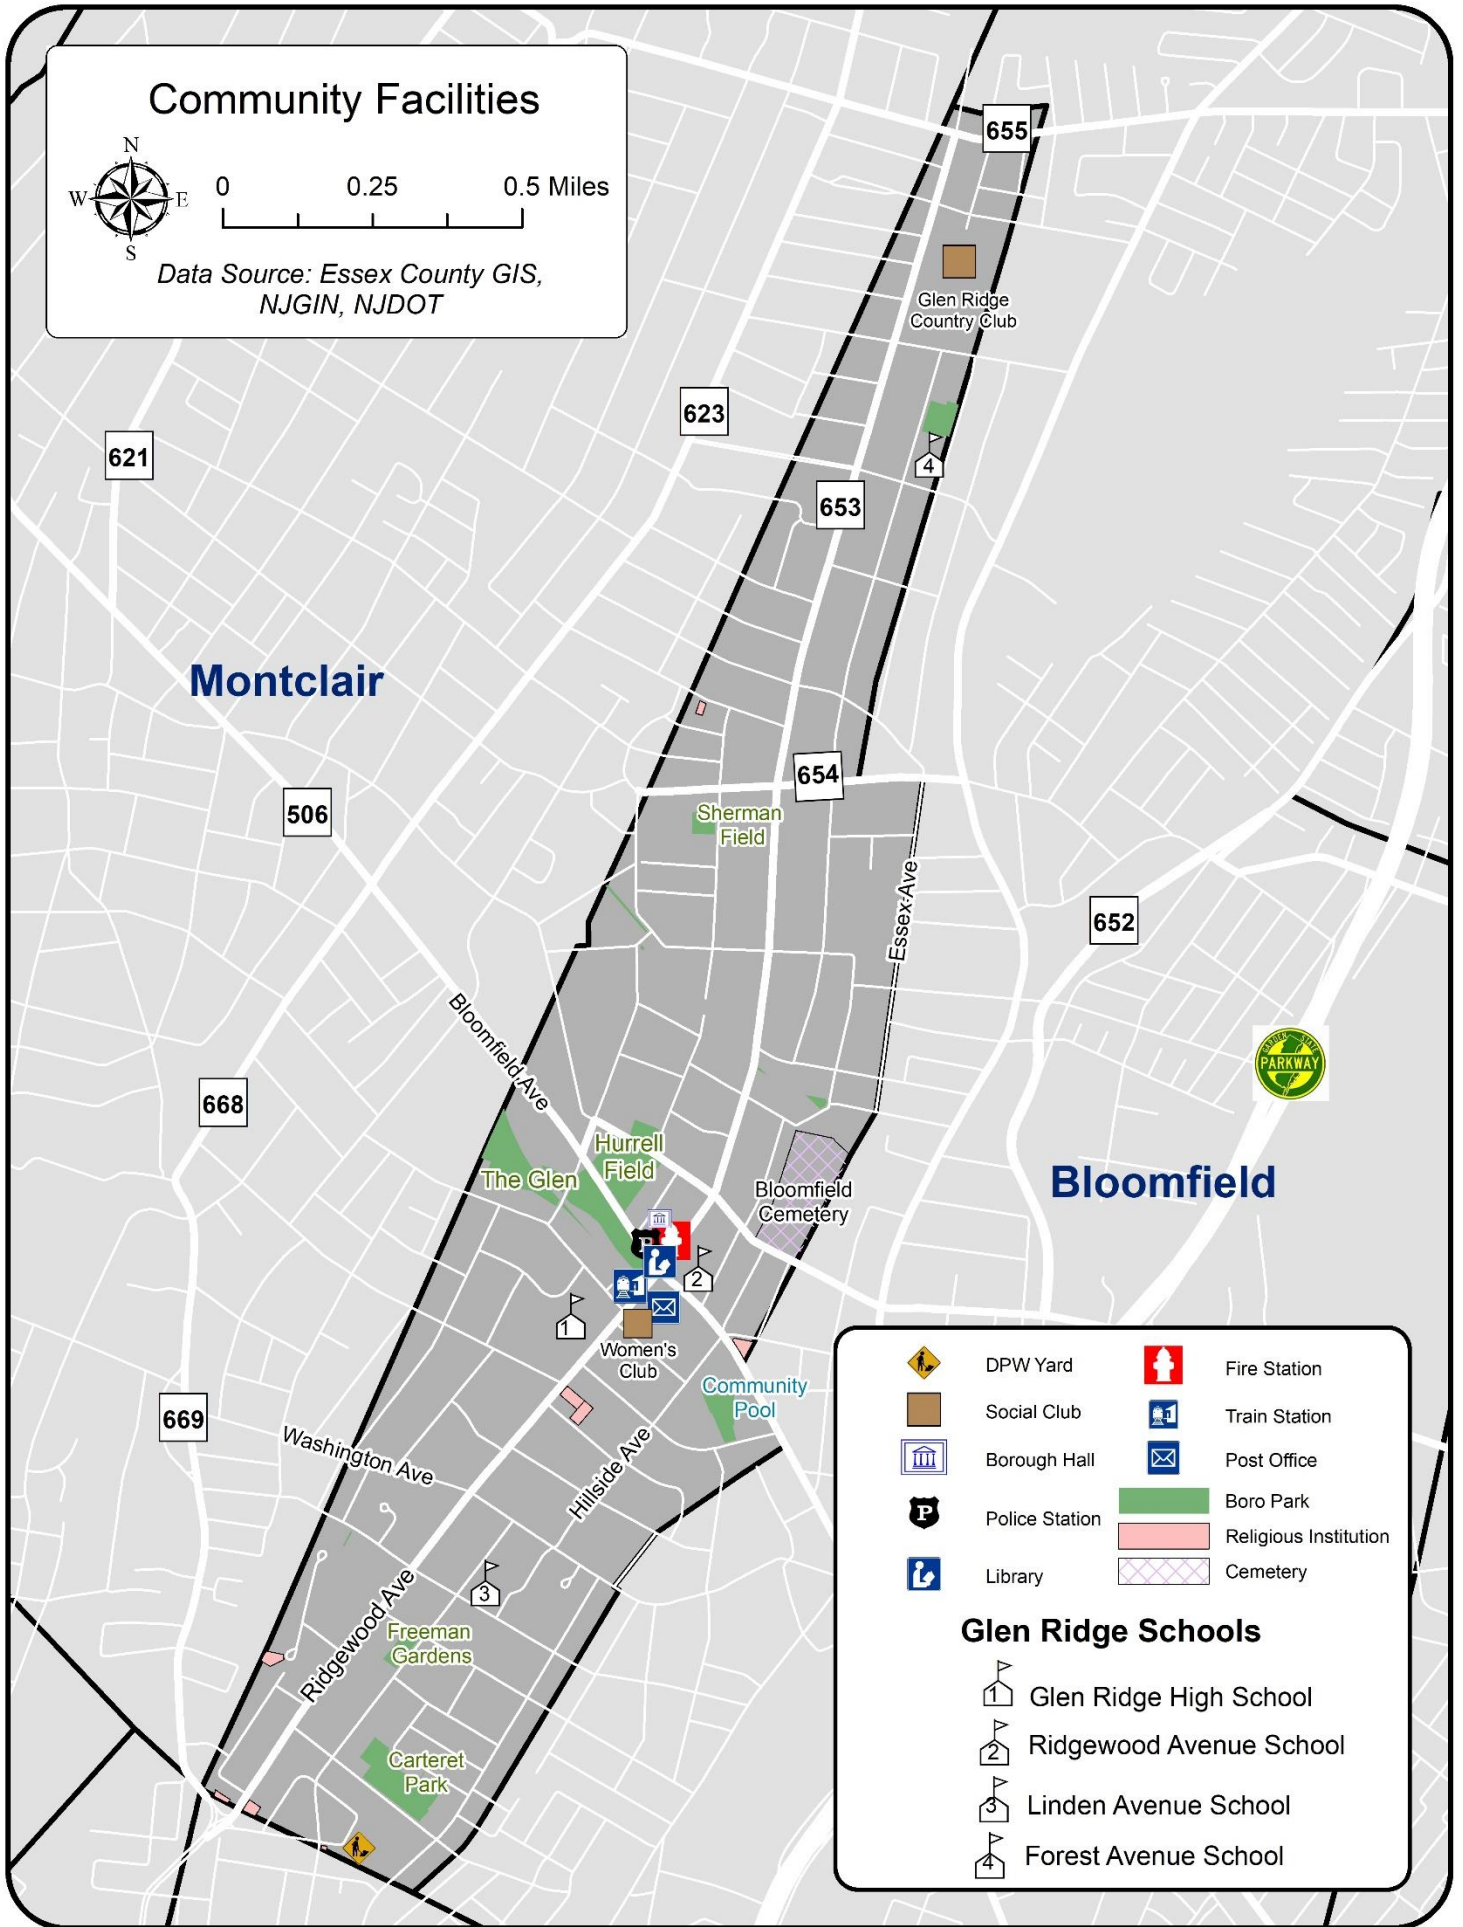 Community Facilities
N
W
E
S
0
0.25
0.5 Miles
Data Source: Essex County GIS,
NJGIN, NJDOT
655
Glen Ridge
Country Club
623
621
4
653
Montclair
654
506
Sherman
Field
Essex Ave
652
Bloomfield Ave
GARDEN STATE
PARKWAY
668
Hurrell
Field
The Glen
Bloomfield
Cemetery
Bloomfield
P
2
1
Women's
Club
Community
Pool
669
Washington Ave
Hillside Ave
3
Ridgewood Ave
Freeman
Gardens
Carteret
Park
DPW Yard
Fire Station
Social Club
Train Station
Borough Hall
Post Office
P
Police Station
Boro Park
Religious Institution
Library
Cemetery
Glen Ridge Schools
1 Glen Ridge High School
2 Ridgewood Avenue School
3 Linden Avenue School
4 Forest Avenue School